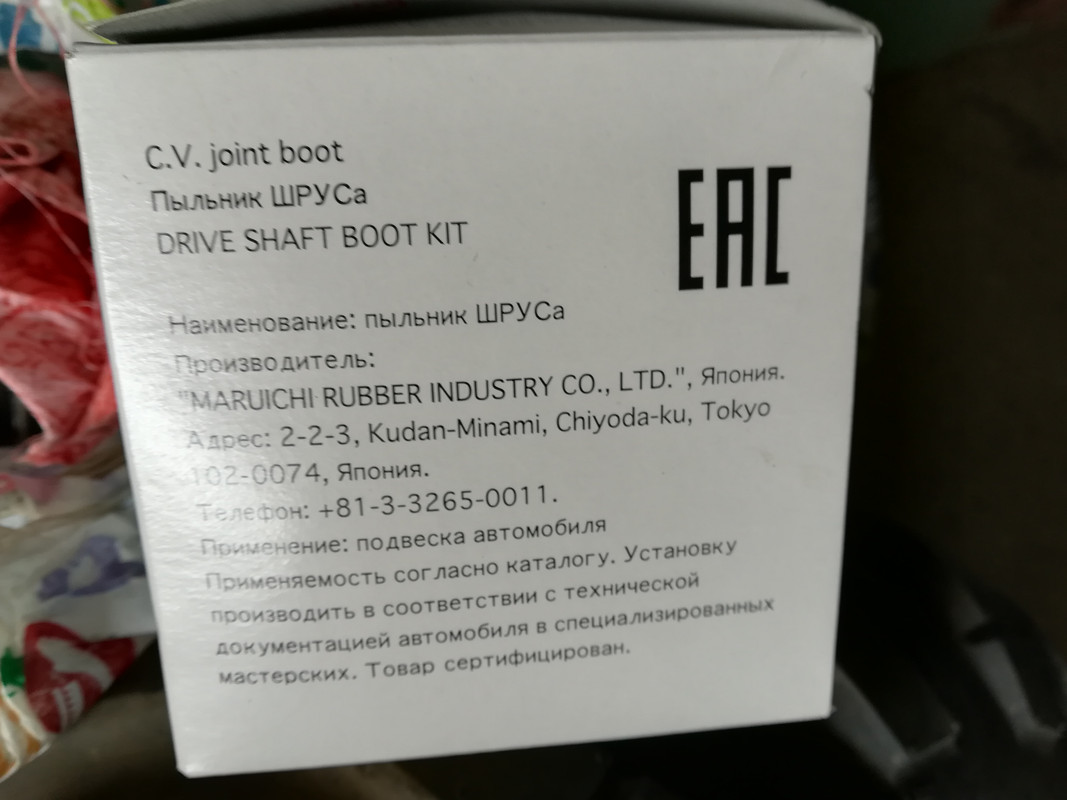 C.V. joint boot
Пыльник ШРУСа
DRIVE SHAFT BOOT KIT
EAC
Наименование: пыльник ШРУСа
Производитель:
"MARUICHI RUBBER INDUSTRY CO., LTD.", Япония.
Адрес: 2-2-3, Kudan-Minami, Chiyoda-ku, Tokyo
102-0074, Япония.
Телефон: +81-3-3265-0011.
Применение: подвеска автомобиля
Применяемость согласно каталогу. Установку
производить в соответствии с технической
документацией автомобиля в специализированных
мастерских. Товар сертифицирован.